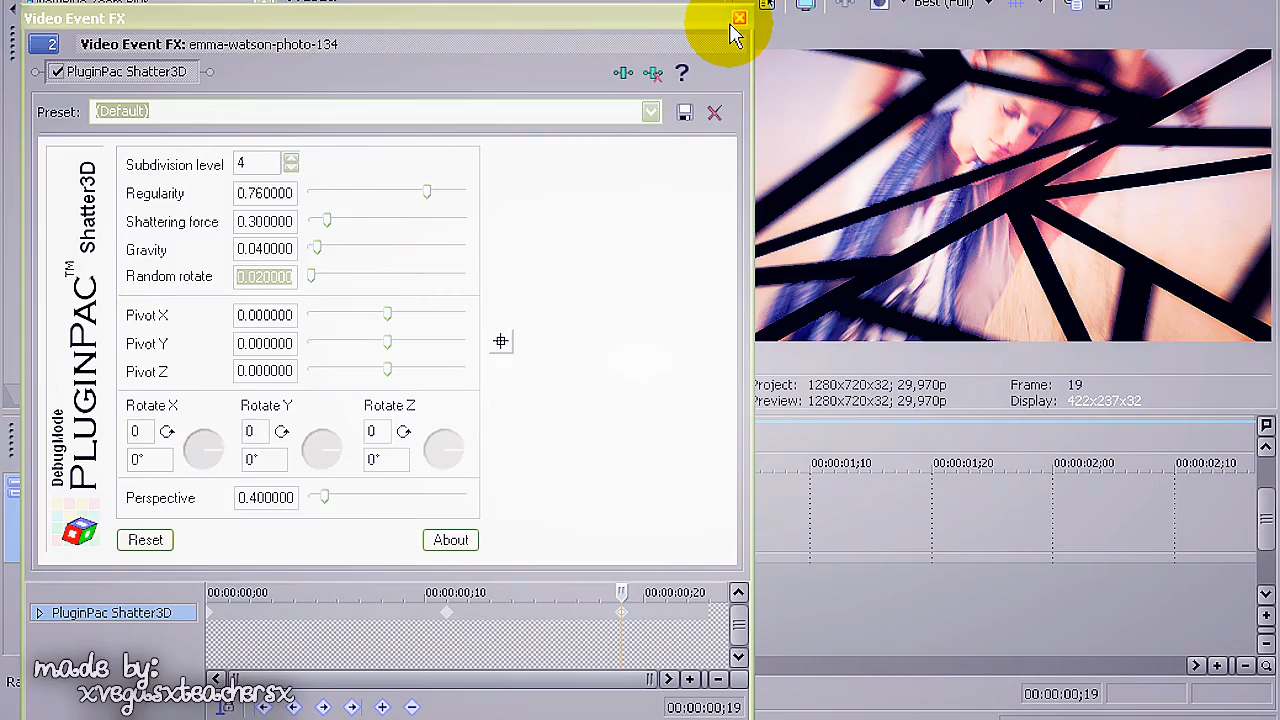 Video Event FX
Best (Full)
2
Video Event FX: emma-watson-photo-134
PluginPac Shatter3D
?
Preset: (Default)
DebugMode PLUGINPAC™ Shatter3D
Subdivision level 4
Regularity 0.760000
Shattering force 0.300000
Gravity 0.040000
Random rotate 0.020000
Pivot X 0.000000
Pivot Y 0.000000
Pivot Z 0.000000
Rotate X Rotate Y Rotate Z
0 0 0
0° 0° 0°
Perspective 0.400000
Reset About
Project: 1280x720x32; 29,970p
Preview: 1280x720x32; 29,970p
Frame: 19
Display: 422x237x32
00:00:01;10 00:00:01;20 00:00:02;00 00:00:02;10
00:00:00;00 00:00:00;10 00:00:00;20
PluginPac Shatter3D
made by:
xvegasxteachersx
00:00:00;19
00:00:00;19